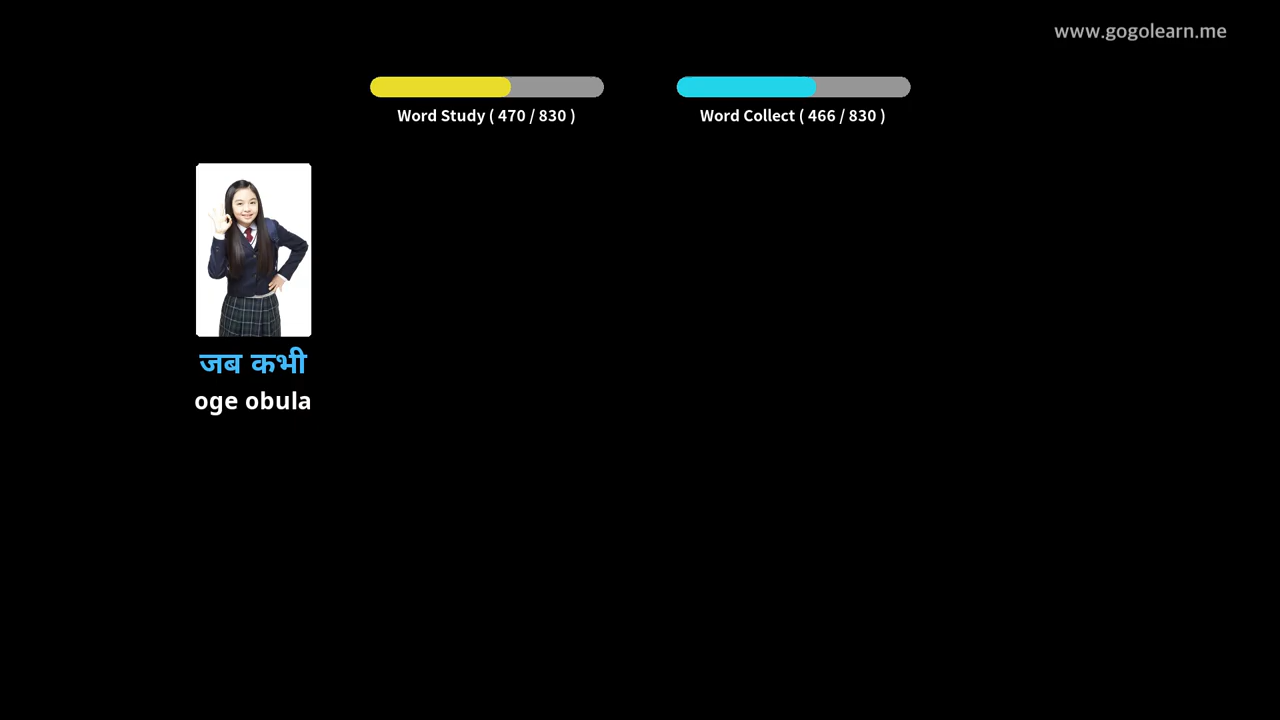 www.gogolearn.me
Word Study ( 470 / 830 )
Word Collect ( 466 / 830 )
जब कभी
oge obula